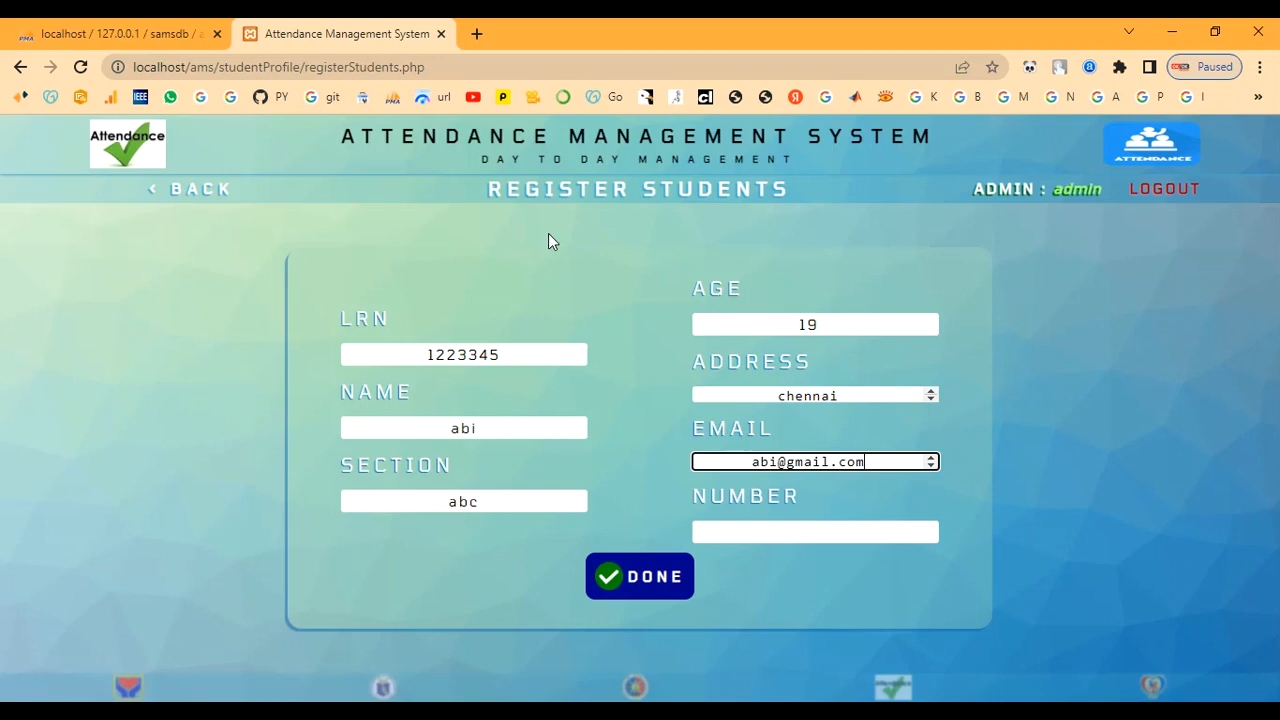 localhost / 127.0.0.1 / samsdb /
Attendance Management System
localhost/ams/studentProfile/registerStudents.php
Paused
IEEE
PY
git
url
Go
K
B
M
N
A
P
I
»
Attendance
ATTENDANCE MANAGEMENT SYSTEM
DAY TO DAY MANAGEMENT
ATTENDANCE
< BACK
REGISTER STUDENTS
ADMIN : admin
LOGOUT
LRN
1223345
NAME
abi
SECTION
abc
AGE
19
ADDRESS
chennai
EMAIL
abi@gmail.com
NUMBER
DONE